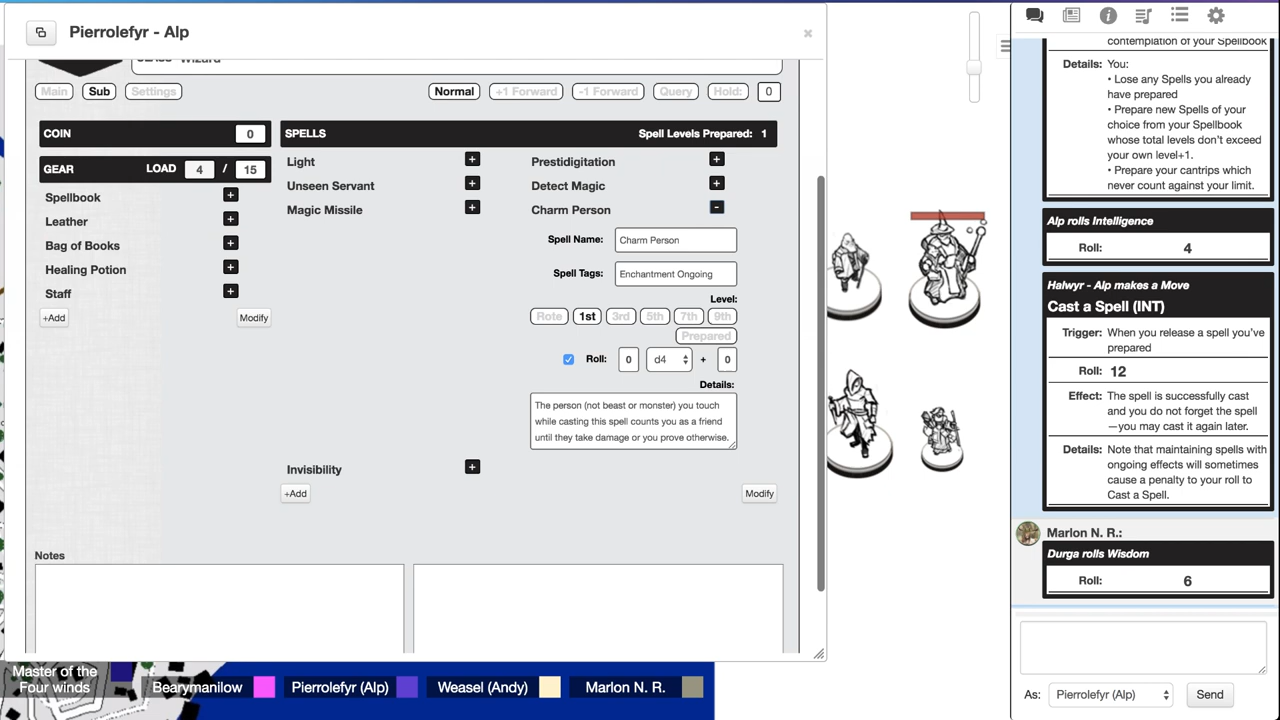 Pierrolefyr - Alp
×
CLASS Wizard
Main Sub Settings
Normal +1 Forward -1 Forward Query Hold: 0
COIN 0
GEAR LOAD 4 / 15
Spellbook +
Leather +
Bag of Books +
Healing Potion +
Staff +
+Add Modify
SPELLS Spell Levels Prepared: 1
Light + Prestidigitation +
Unseen Servant + Detect Magic +
Magic Missile + Charm Person -
Spell Name: Charm Person
Spell Tags: Enchantment Ongoing
Level:
Rote 1st 3rd 5th 7th 9th
Prepared
Roll: 0 d4 + 0
Details:
The person (not beast or monster) you touch
while casting this spell counts you as a friend
until they take damage or you prove otherwise.
Invisibility +
+Add Modify
Notes
Master of the
Four winds
Bearymanilow
Pierrolefyr (Alp)
Weasel (Andy)
Marlon N. R.
contemplation of your Spellbook
Details: You:
• Lose any Spells you already
have prepared
• Prepare new Spells of your
choice from your Spellbook
whose total levels don't exceed
your own level+1.
• Prepare your cantrips which
never count against your limit.
Alp rolls Intelligence
Roll: 4
Halwyr - Alp makes a Move
Cast a Spell (INT)
Trigger: When you release a spell you've
prepared
Roll: 12
Effect: The spell is successfully cast
and you do not forget the spell
—you may cast it again later.
Details: Note that maintaining spells with
ongoing effects will sometimes
cause a penalty to your roll to
Cast a Spell.
Marlon N. R.:
Durga rolls Wisdom
Roll: 6
As: Pierrolefyr (Alp) Send